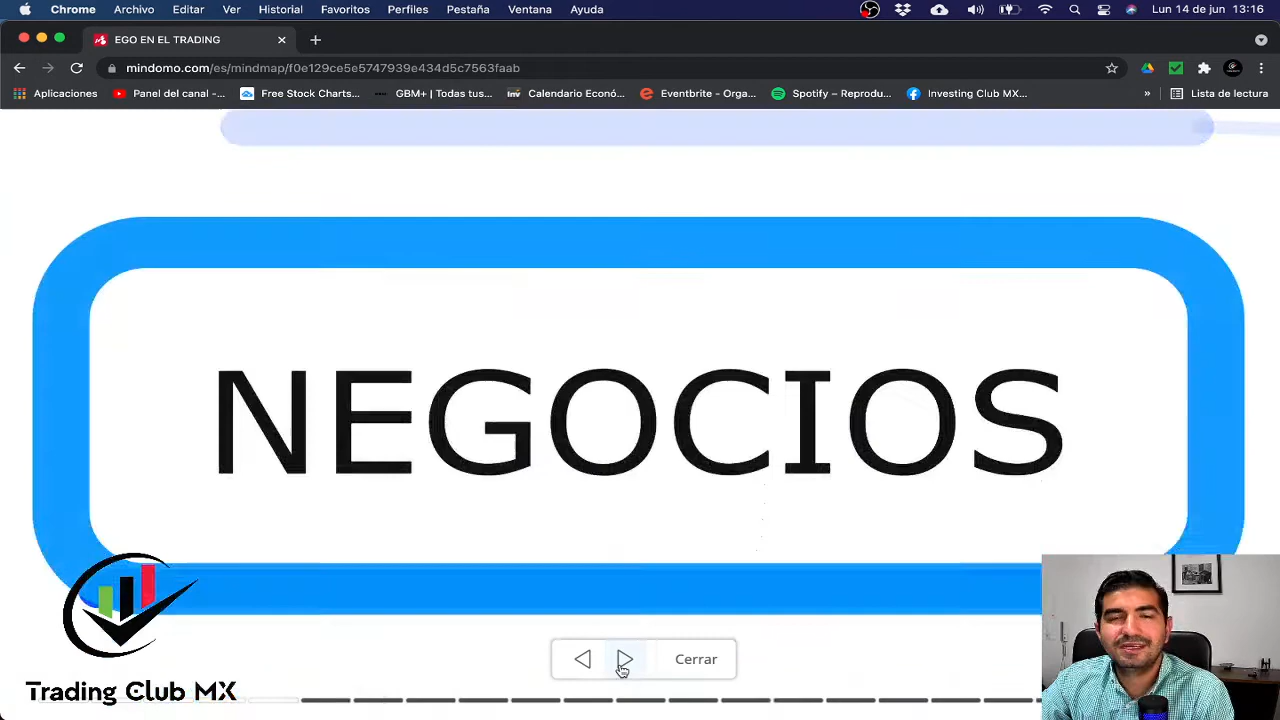 Chrome Archivo Editar Ver Historial Favoritos Perfiles Pestaña Ventana Ayuda Lun 14 de jun 13:16
EGO EN EL TRADING
mindomo.com/es/mindmap/f0e129ce5e5747939e434d5c7563faab
Aplicaciones Panel del canal -... Free Stock Charts... GBM+ | Todas tus... Calendario Econó... Eventbrite - Orga... Spotify – Reprodu... Investing Club MX... » Lista de lectura
NEGOCIOS
Cerrar
Trading Club MX